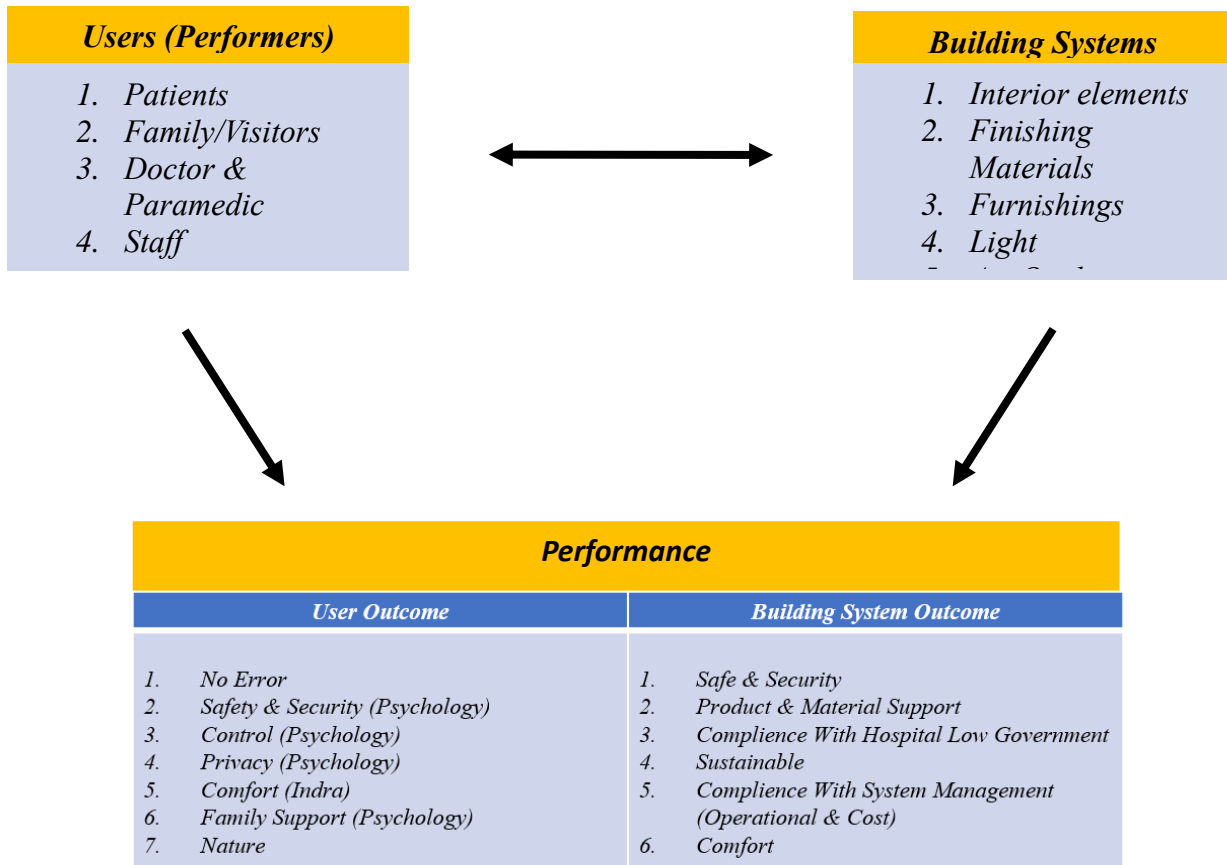 Users (Performers)
1. Patients
2. Family/Visitors
3. Doctor &
Paramedic
4. Staff
Building Systems
1. Interior elements
2. Finishing
Materials
3. Furnishings
4. Light
Performance
User Outcome
1. No Error
2. Safety & Security (Psychology)
3. Control (Psychology)
4. Privacy (Psychology)
5. Comfort (Indra)
6. Family Support (Psychology)
7. Nature
Building System Outcome
1. Safe & Security
2. Product & Material Support
3. Complience With Hospital Low Government
4. Sustainable
5. Complience With System Management
(Operational & Cost)
6. Comfort